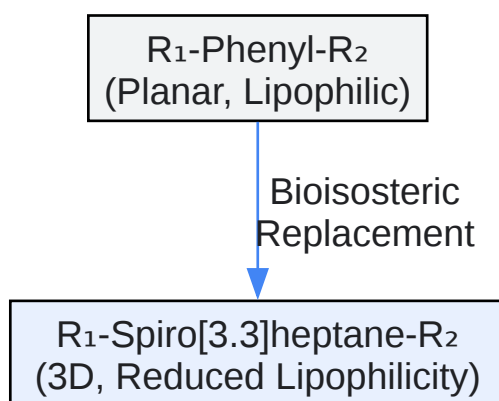 R₁-Phenyl-R₂
(Planar, Lipophilic)
Bioisosteric
Replacement
R₁-Spiro[3.3]heptane-R₂
(3D, Reduced Lipophilicity)